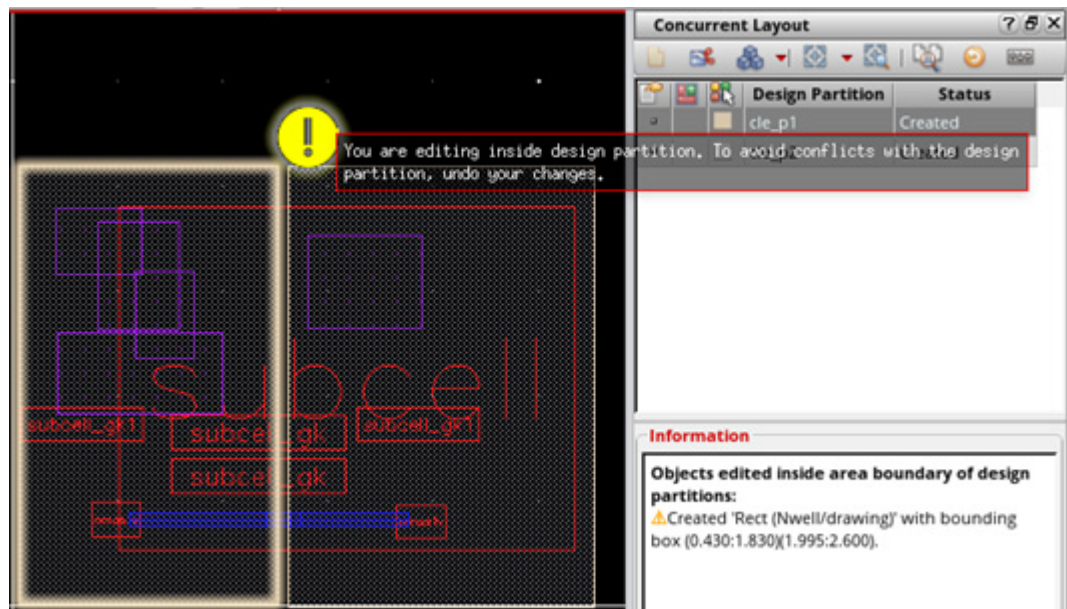 Concurrent Layout
Design Partition Status
cle_p1 Created
You are editing inside design partition. To avoid conflicts with the design
partition, undo your changes.
subcell
subcell_gk1
subcell_gk
subcell_gk1
subcell_gk
Information
Objects edited inside area boundary of design
partitions:
Created 'Rect (Nwell/drawing)' with bounding
box (0.430:1.830)(1.995:2.600).